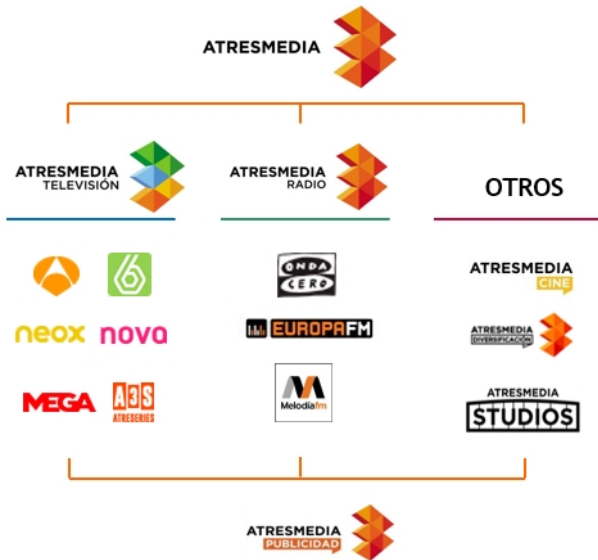 ATRESMEDIA
ATRESMEDIA
TELEVISIÓN
ATRESMEDIA
RADIO
OTROS
6
neox
nova
MEGA
A3S
ATRESERIES
ONDA
CERO
EUROPAFM
Melodíafm
ATRESMEDIA
CINE
ATRESMEDIA
DIVERSIFICACIÓN
ATRESMEDIA
STUDIOS
ATRESMEDIA
PUBLICIDAD